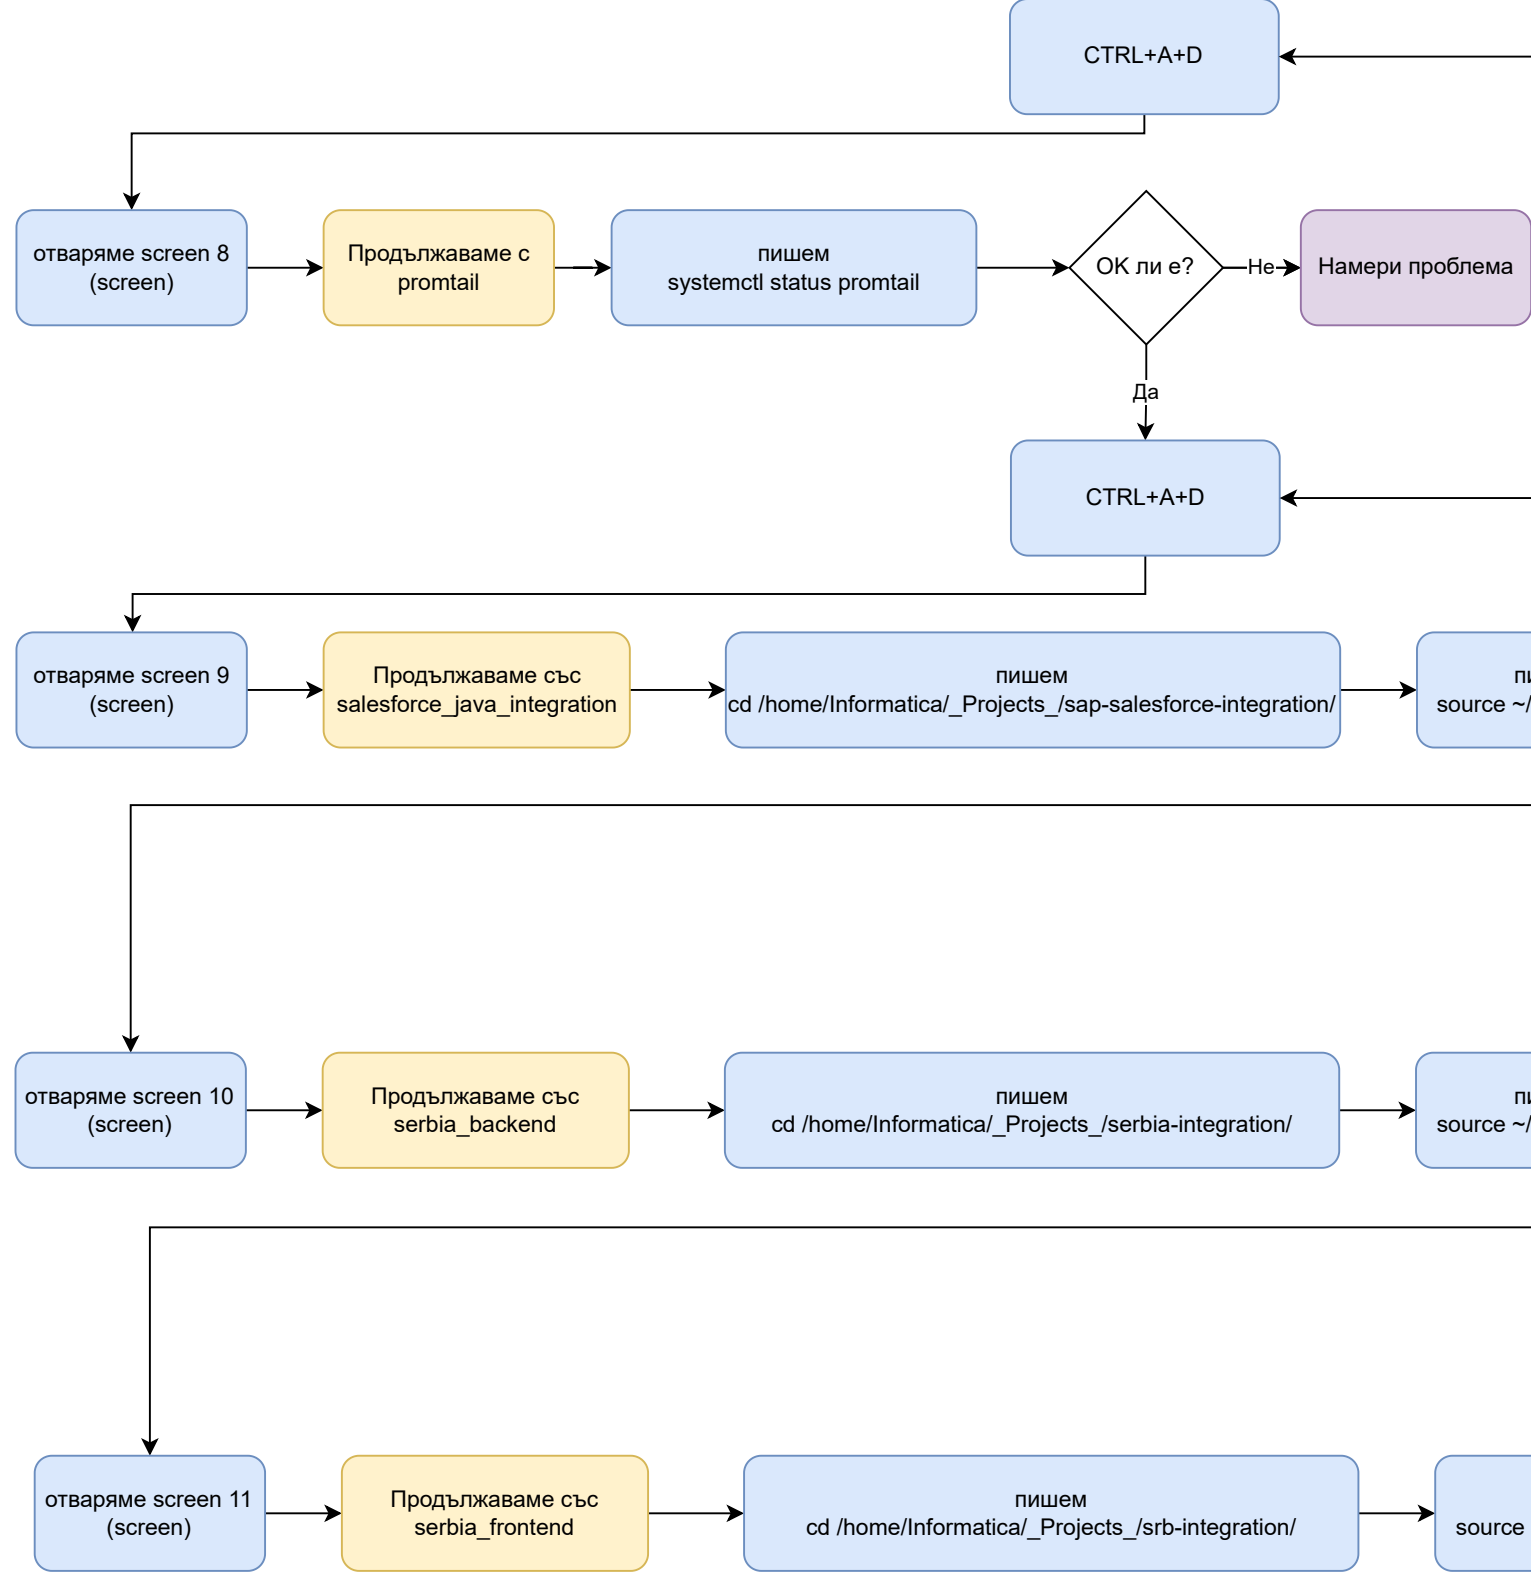 CTRL+A+D
отваряме screen 8
(screen)
Продължаваме с
promtail
пишем
systemctl status promtail
OK ли е?
Не
Намери проблема
Да
CTRL+A+D
отваряме screen 9
(screen)
Продължаваме със
salesforce_java_integration
пишем
cd /home/Informatica/_Projects_/sap-salesforce-integration/
source ~/
отваряме screen 10
(screen)
Продължаваме със
serbia_backend
пишем
cd /home/Informatica/_Projects_/serbia-integration/
source ~/
отваряме screen 11
(screen)
Продължаваме със
serbia_frontend
пишем
cd /home/Informatica/_Projects_/srb-integration/
source